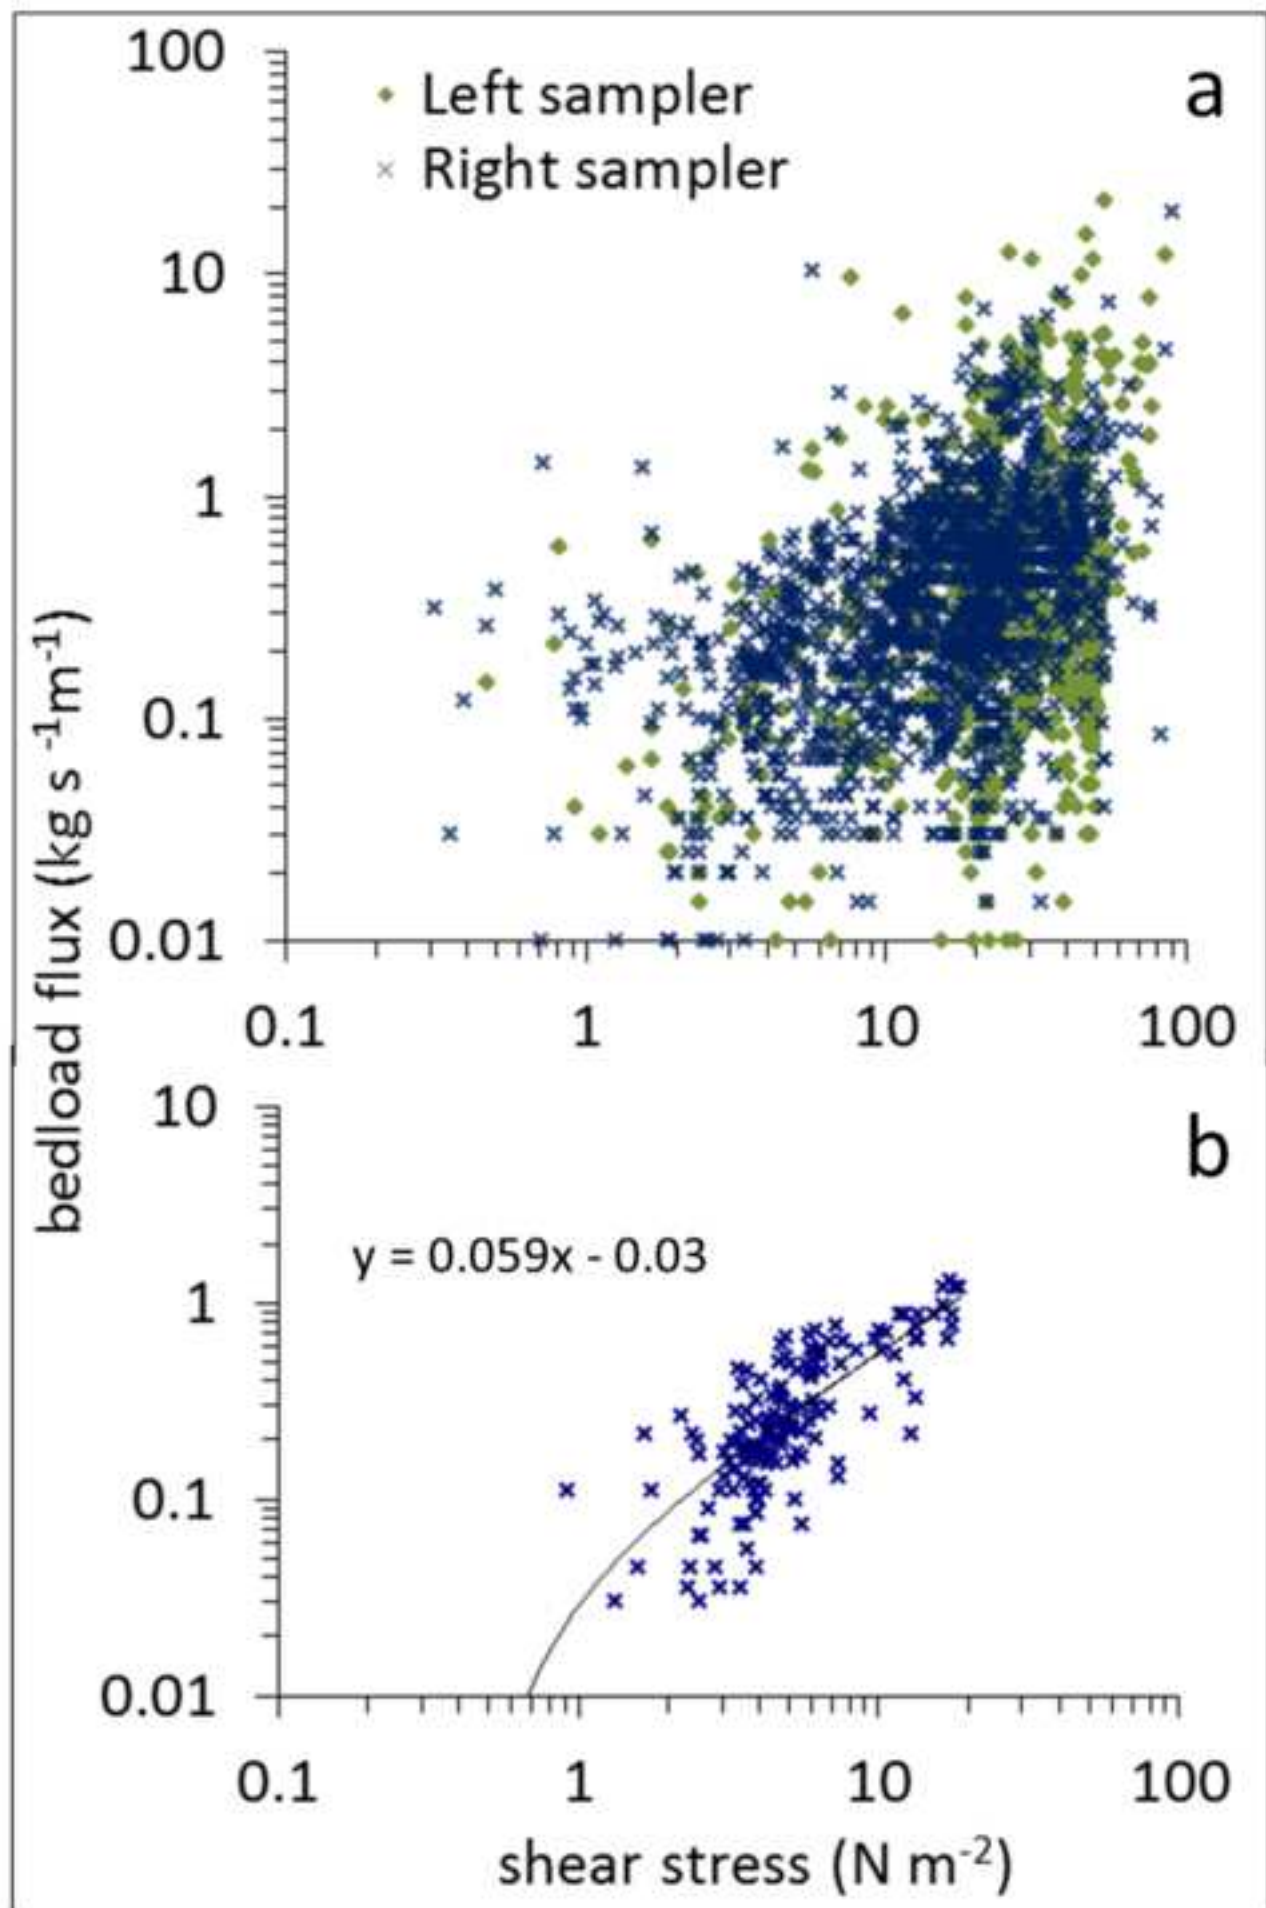 100
a
Left sampler
Right sampler
10
1
0.1
0.01
0.1 1 10 100
bedload flux (kg s ⁻¹m⁻¹)
10
b
y = 0.059x - 0.03
1
0.1
0.01
0.1 1 10 100
shear stress (N m⁻²)